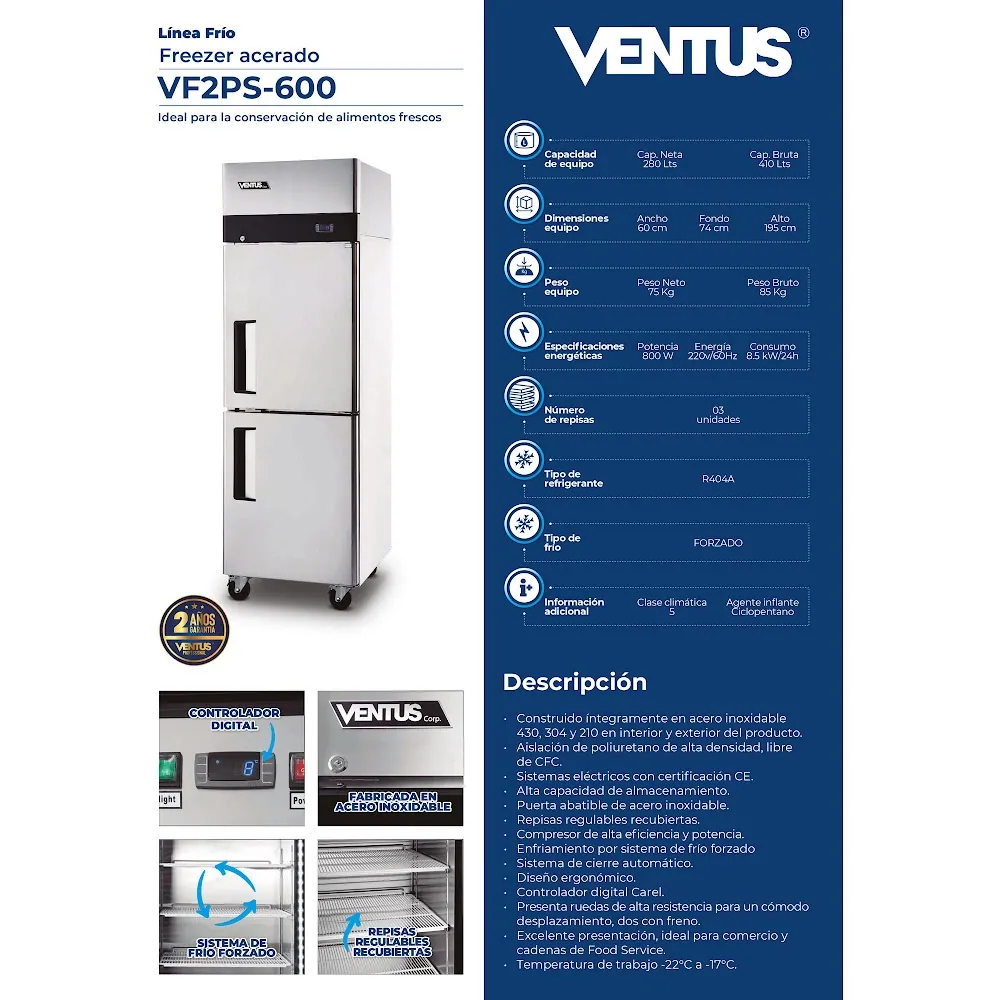 Línea Frío
Freezer acerado
VF2PS-600
Ideal para la conservación de alimentos frescos
VENTUS Corp.
2 AÑOS
GARANTÍA
VENTUS
PROFESSIONAL
CONTROLADOR
DIGITAL
light
Pow
VENTUS Corp.
FABRICADA EN
ACERO INOXIDABLE
SISTEMA DE
FRÍO FORZADO
REPISAS
REGULABLES
RECUBIERTAS
VENTUS®
Capacidad de equipo
Cap. Neta
280 Lts
Cap. Bruta
410 Lts
Dimensiones equipo
Ancho
60 cm
Fondo
74 cm
Alto
195 cm
Kg
Peso equipo
Peso Neto
75 Kg
Peso Bruto
85 Kg
Especificaciones energéticas
Potencia
800 W
Energía
220v/60Hz
Consumo
8.5 kW/24h
Número de repisas
03
unidades
Tipo de refrigerante
R404A
Tipo de frío
FORZADO
Información adicional
Clase climática
5
Agente inflante
Ciclopentano
Descripción
• Construido íntegramente en acero inoxidable
430, 304 y 210 en interior y exterior del producto.
• Aislación de poliuretano de alta densidad, libre
de CFC.
• Sistemas eléctricos con certificación CE.
• Alta capacidad de almacenamiento.
• Puerta abatible de acero inoxidable.
• Repisas regulables recubiertas.
• Compresor de alta eficiencia y potencia.
• Enfriamiento por sistema de frío forzado
• Sistema de cierre automático.
• Diseño ergonómico.
• Controlador digital Carel.
• Presenta ruedas de alta resistencia para un cómodo
desplazamiento, dos con freno.
• Excelente presentación, ideal para comercio y
cadenas de Food Service.
• Temperatura de trabajo -22°C a -17°C.